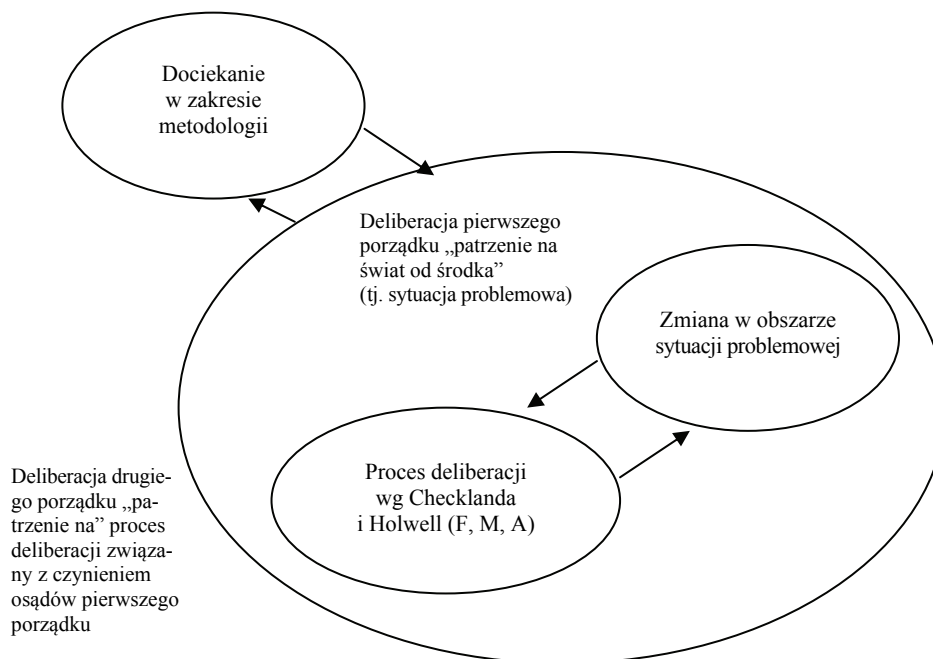 Dociekanie
w zakresie
metodologii
Deliberacja pierwszego
porządku „patrzenie na
świat od środka”
(tj. sytuacja problemowa)
Zmiana w obszarze
sytuacji problemowej
Proces deliberacji
wg Checklanda
i Holwell (F, M, A)
Deliberacja drugie-
go porządku „pa-
trzenie na” proces
deliberacji związa-
ny z czynieniem
osądów pierwszego
porządku